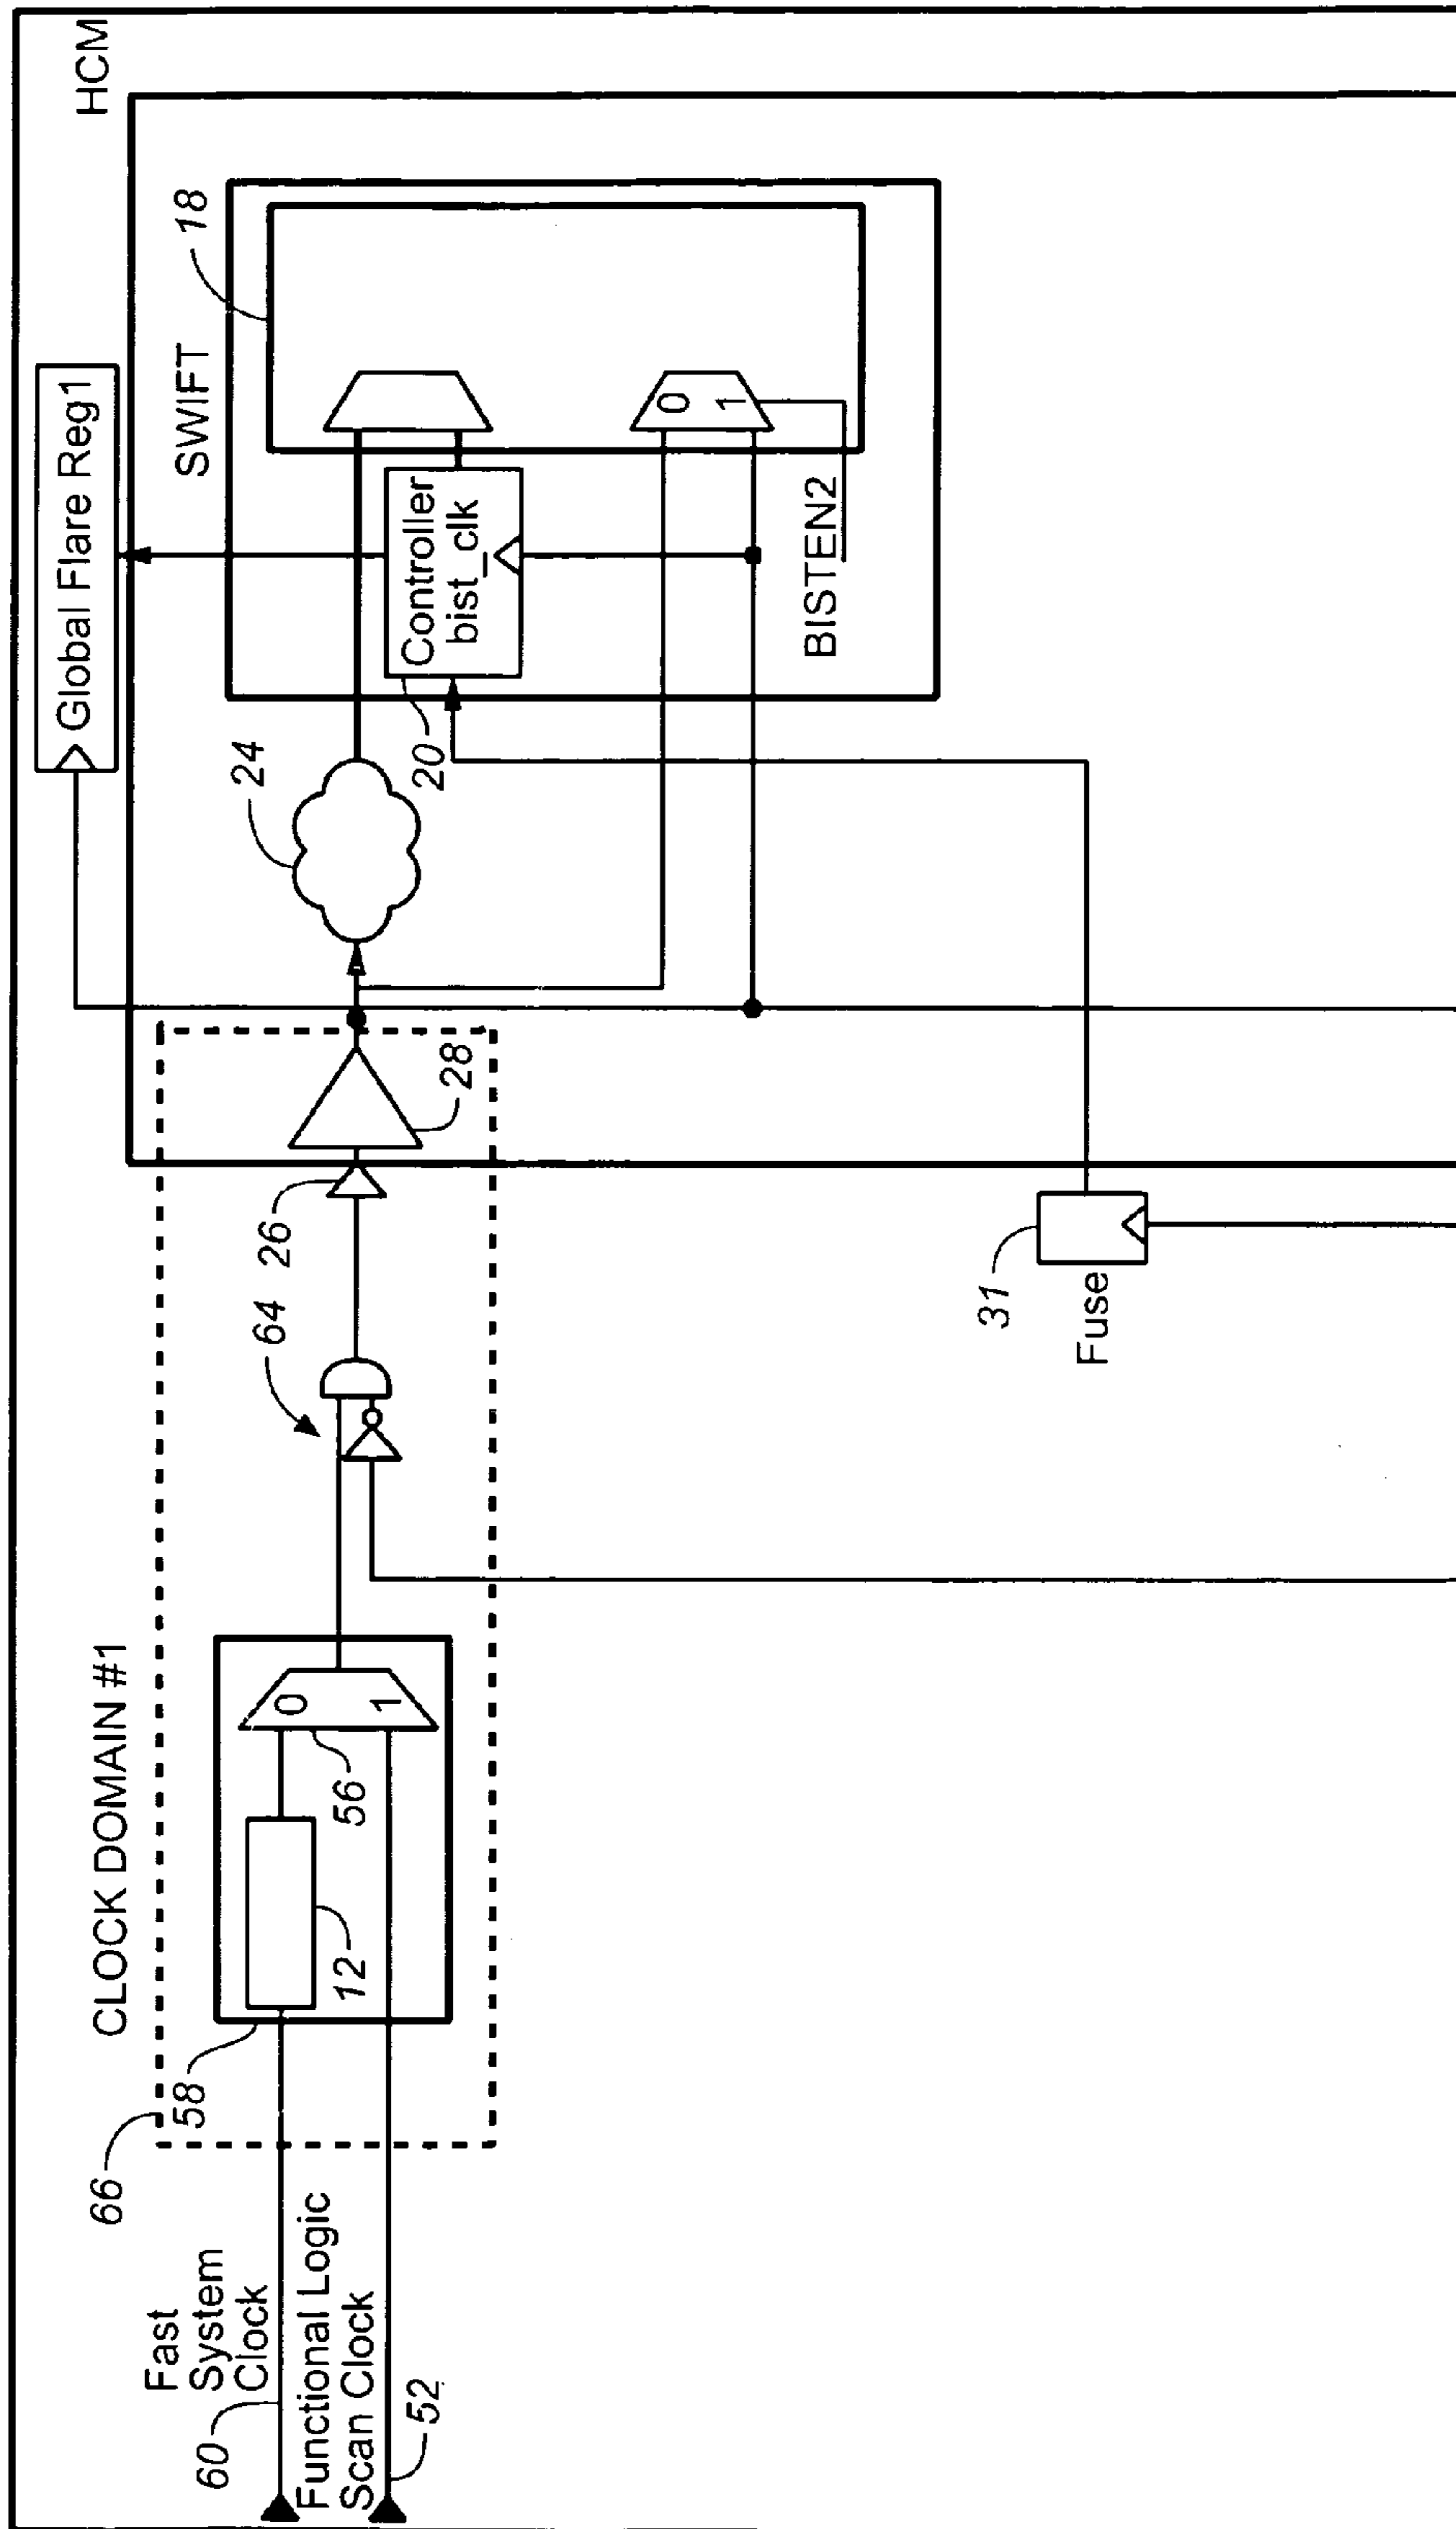 HCM
Global Flare Reg1
SWIFT
18
Controller
bist_clk
20
0
1
BISTEN2
24
28
26
64
31
Fuse
CLOCK DOMAIN #1
0
1
56
12
58
66
Fast
System
Clock
60
Functional Logic
Scan Clock
52